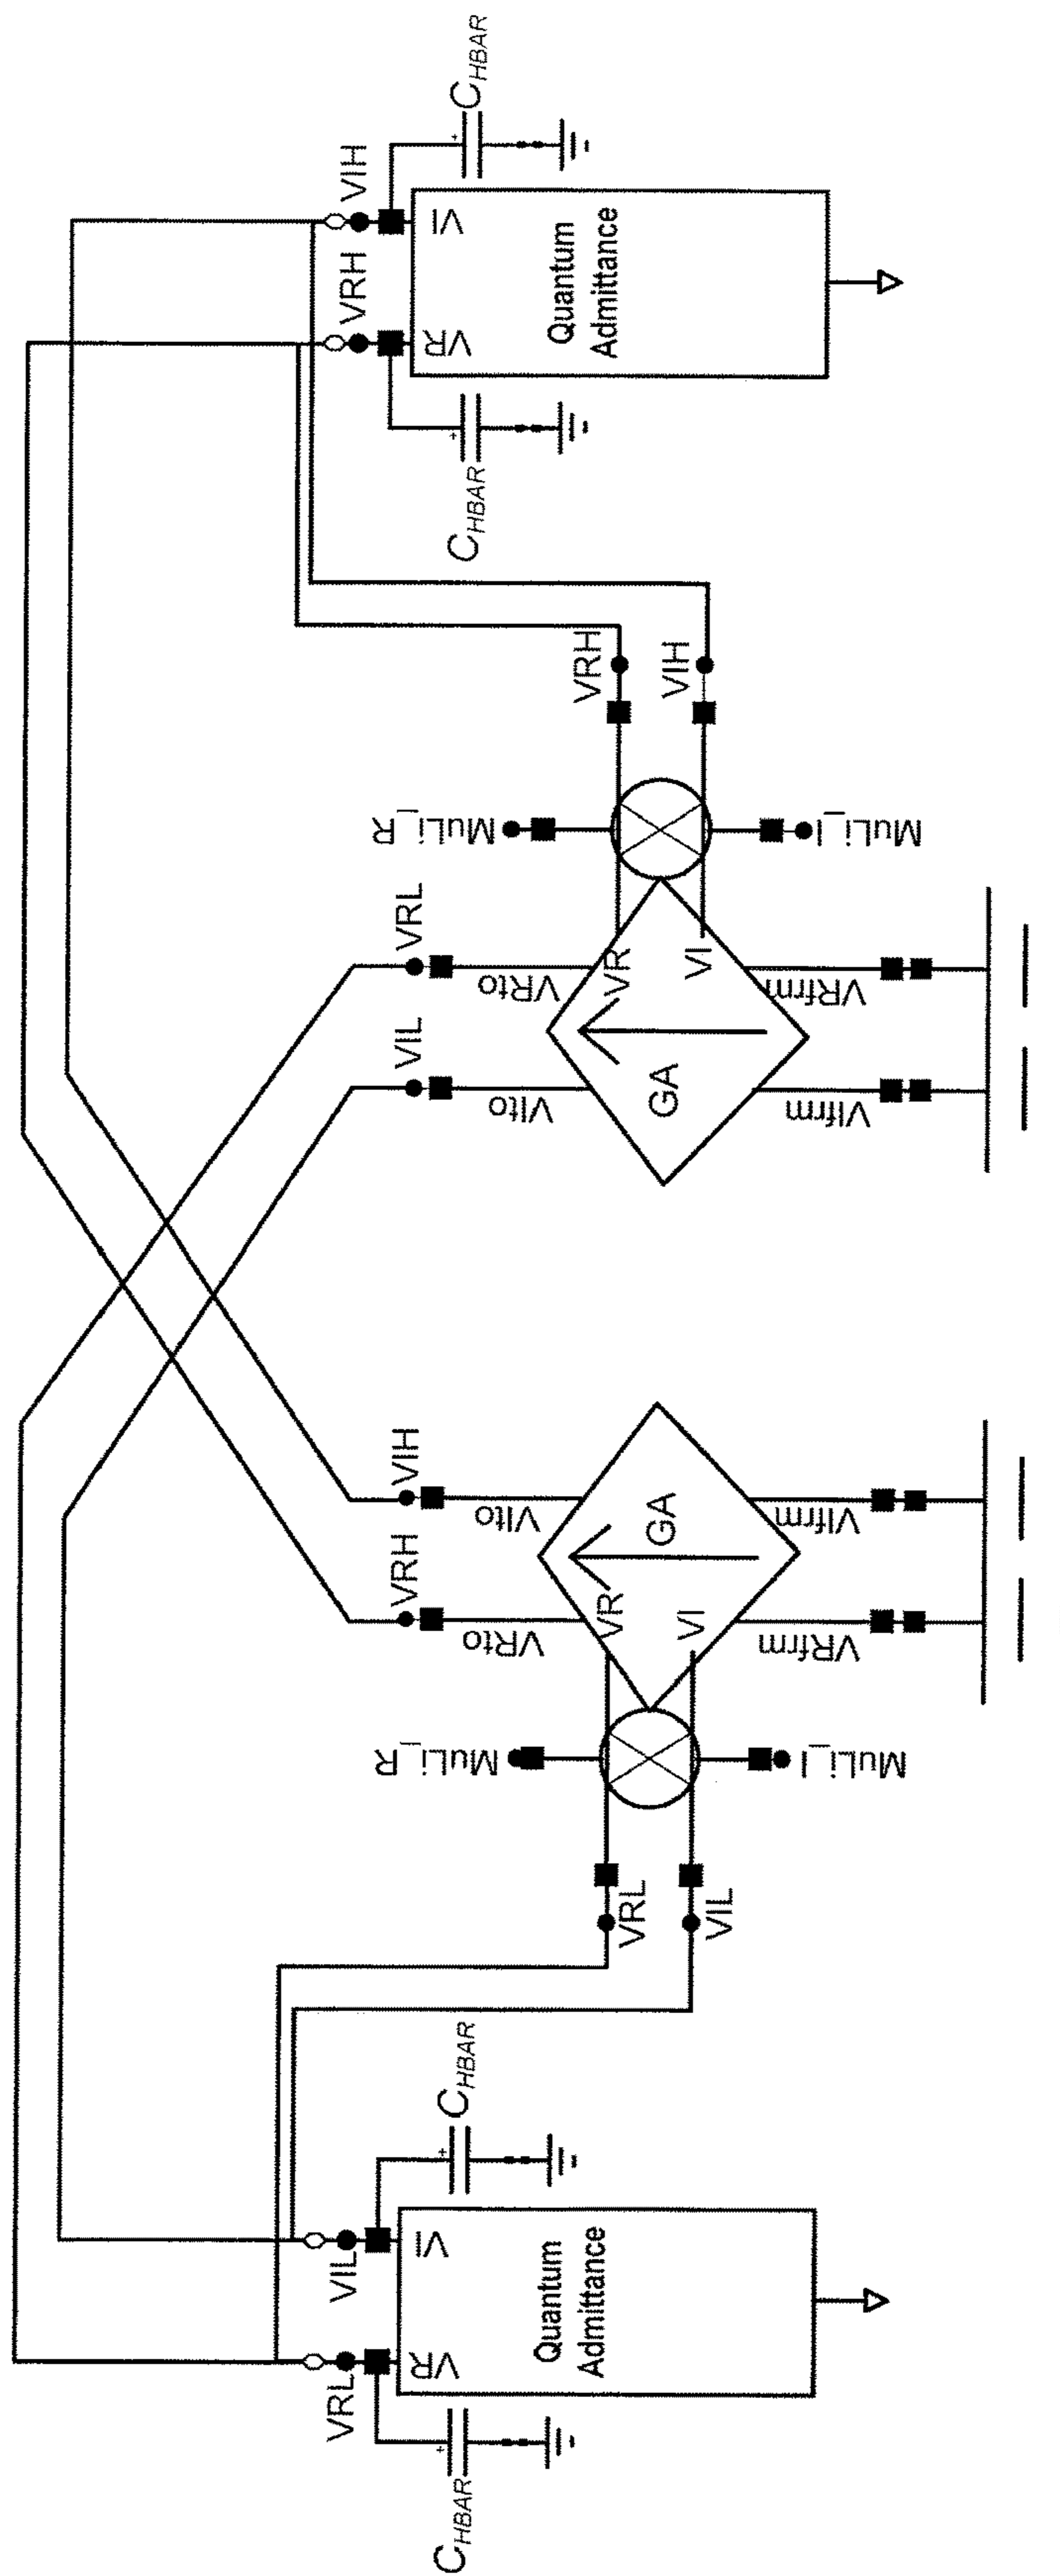 C_HBAR
VIH
VRH
VI
VR
Quantum
Admittance
C_HBAR
VRH
VIH
MuLi_R
MuLi_I
VRL
VIL
VRto
VIto
VR
VI
GA
VRfrm
VIfrm
VIH
VRH
VIto
VRto
GA
VR
VI
VIfrm
VRfrm
MuLi_R
MuLi_I
VRL
VIL
C_HBAR
VIL
VRL
VI
VR
Quantum
Admittance
C_HBAR